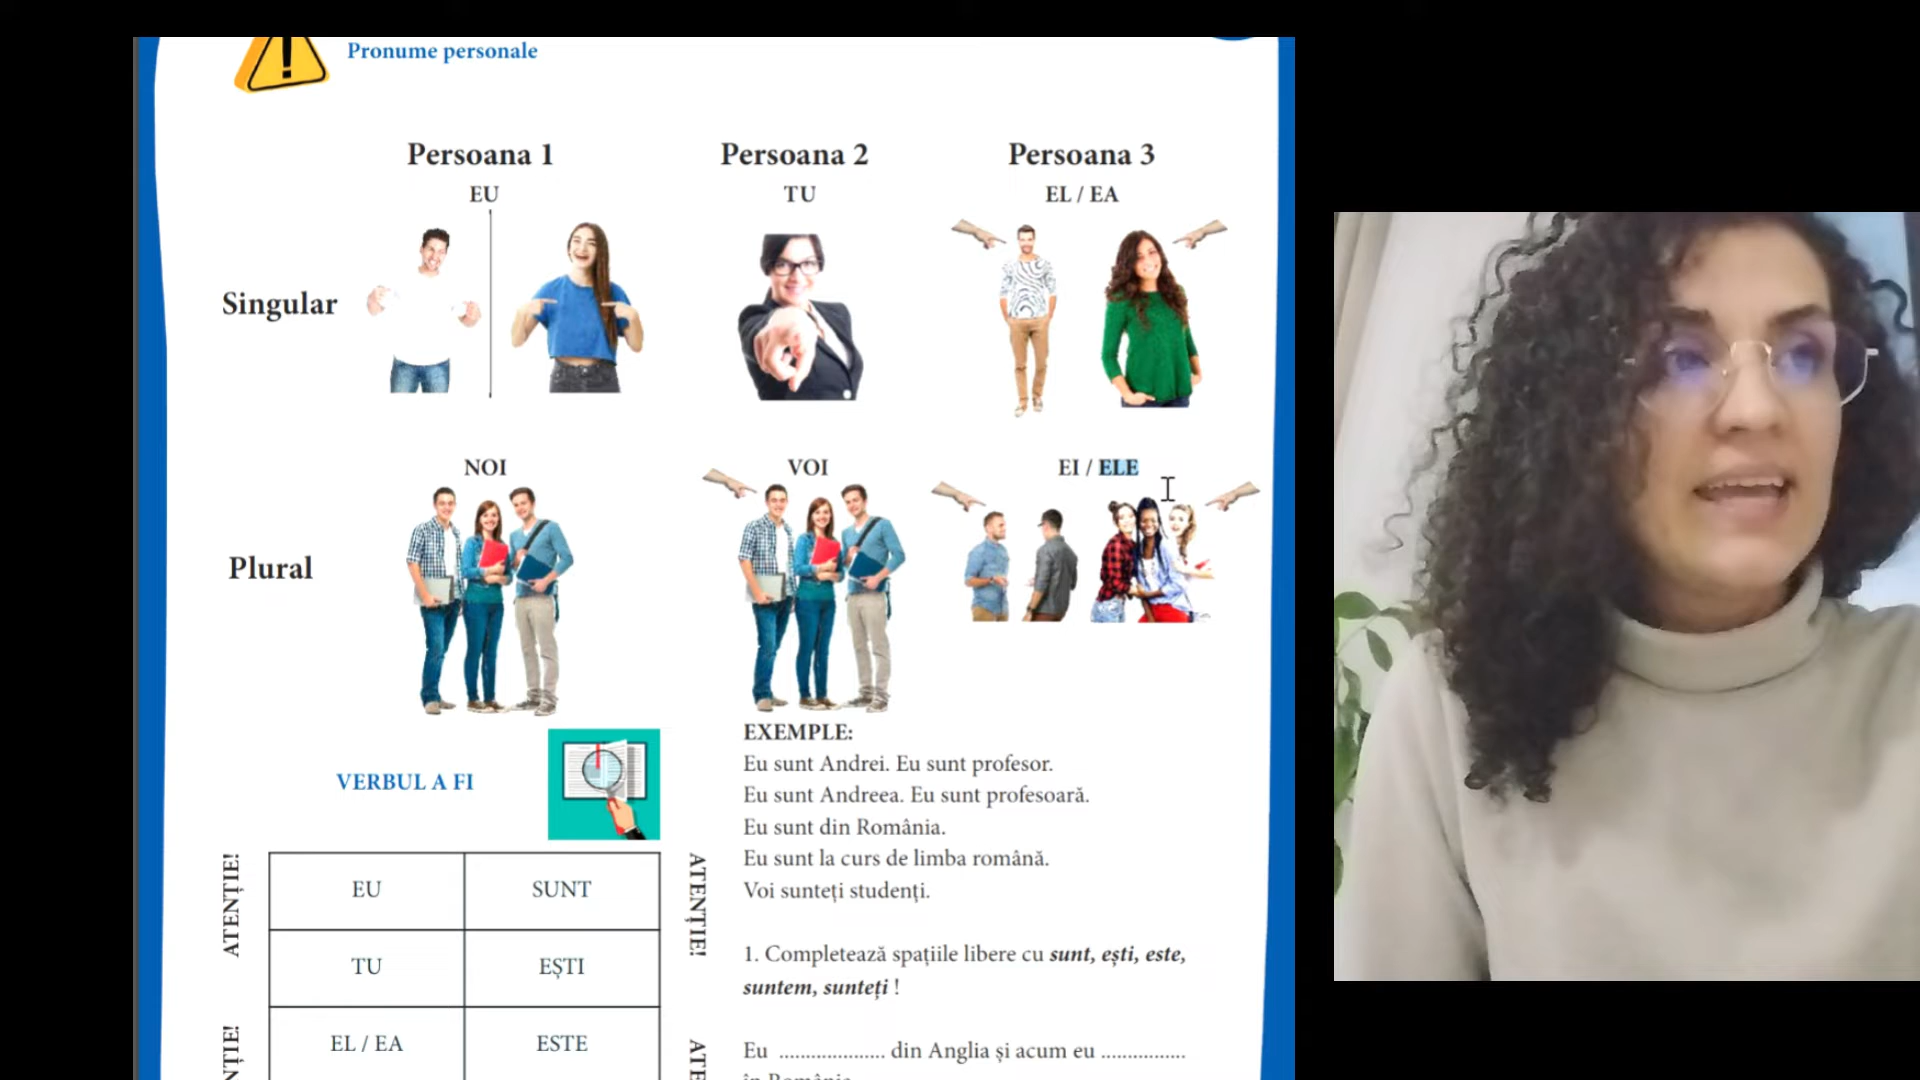 Pronume personale
Persoana 1
Persoana 2
Persoana 3
EU
TU
EL / EA
Singular
NOI
VOI
EI / ELE
Plural
VERBUL A FI
ATENȚIE!
EU SUNT
TU EȘTI
EL / EA ESTE
ATENȚIE!
EXEMPLE:
Eu sunt Andrei. Eu sunt profesor.
Eu sunt Andreea. Eu sunt profesoară.
Eu sunt din România.
Eu sunt la curs de limba română.
Voi sunteți studenți.
1. Completează spațiile libere cu sunt, ești, este,
suntem, sunteți !
Eu .................... din Anglia și acum eu ................
în România